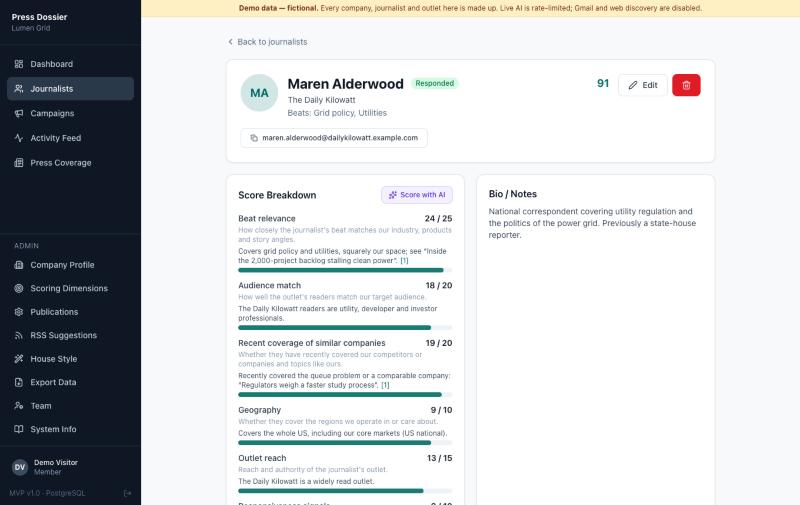 Press Dossier
Lumen Grid
Dashboard
Journalists
Campaigns
Activity Feed
Press Coverage
ADMIN
Company Profile
Scoring Dimensions
Publications
RSS Suggestions
House Style
Export Data
Team
System Info
DV
Demo Visitor
Member
MVP v1.0 · PostgreSQL
Demo data — fictional. Every company, journalist and outlet here is made up. Live AI is rate-limited; Gmail and web discovery are disabled.
Back to journalists
MA
Maren Alderwood
Responded
The Daily Kilowatt
Beats: Grid policy, Utilities
91
Edit
maren.alderwood@dailykilowatt.example.com
Score Breakdown
Score with AI
Beat relevance 24 / 25
How closely the journalist's beat matches our industry, products
and story angles.
Covers grid policy and utilities, squarely our space; see "Inside
the 2,000-project backlog stalling clean power". [1]
Audience match 18 / 20
How well the outlet's readers match our target audience.
The Daily Kilowatt readers are utility, developer and investor
professionals.
Recent coverage of similar companies 19 / 20
Whether they have recently covered our competitors or
companies and topics like ours.
Recently covered the queue problem or a comparable company:
"Regulators weigh a faster study process". [1]
Geography 9 / 10
Whether they cover the regions we operate in or care about.
Covers the whole US, including our core markets (US national).
Outlet reach 13 / 15
Reach and authority of the journalist's outlet.
The Daily Kilowatt is a widely read outlet.
Bio / Notes
National correspondent covering utility regulation and
the politics of the power grid. Previously a state-house
reporter.